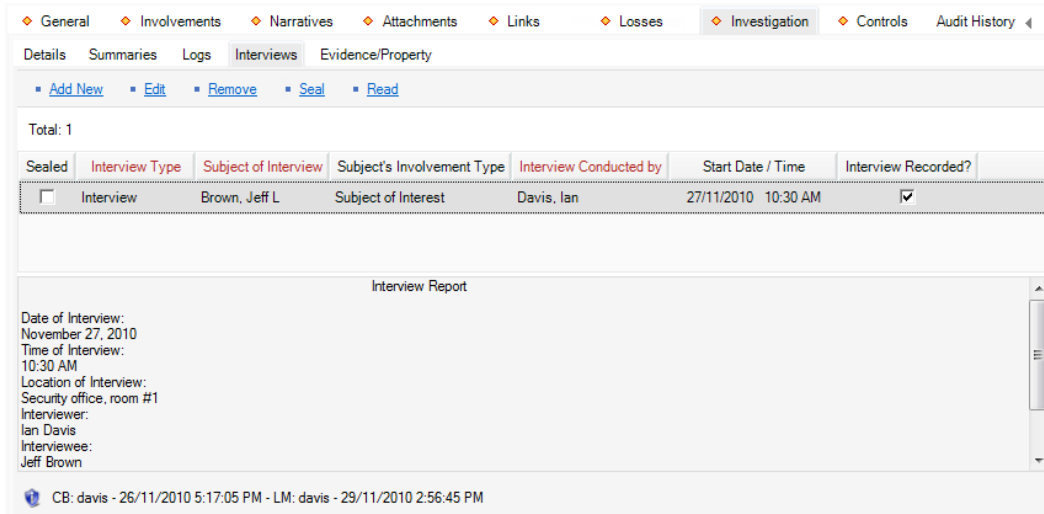 General Involvements Narratives Attachments Links Losses Investigation Controls Audit History
Details Summaries Logs Interviews Evidence/Property
Add New Edit Remove Seal Read
Total: 1
Sealed Interview Type Subject of Interview Subject's Involvement Type Interview Conducted by Start Date / Time Interview Recorded?
Interview Brown, Jeff L Subject of Interest Davis, Ian 27/11/2010 10:30 AM
Interview Report
Date of Interview:
November 27, 2010
Time of Interview:
10:30 AM
Location of Interview:
Security office, room #1
Interviewer:
Ian Davis
Interviewee:
Jeff Brown
CB: davis - 26/11/2010 5:17:05 PM - LM: davis - 29/11/2010 2:56:45 PM